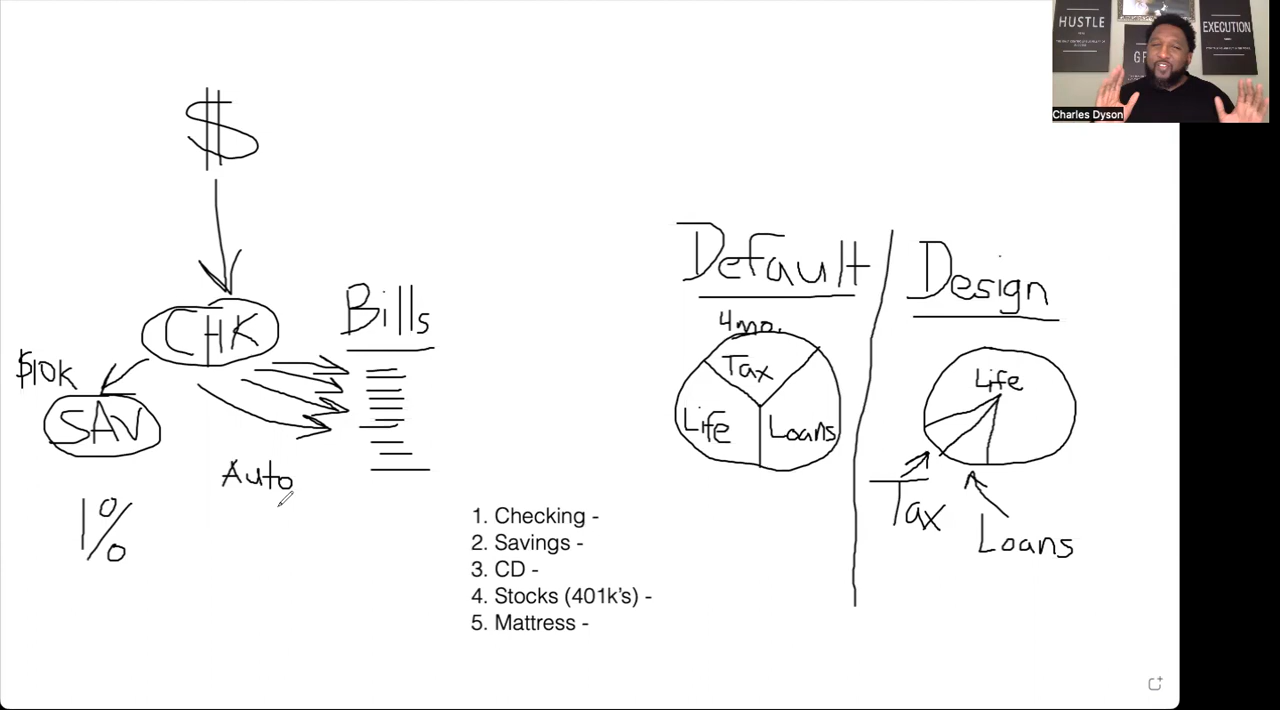 $
CHK
Bills
$10k
SAV
Auto
1%
1. Checking -
2. Savings -
3. CD -
4. Stocks (401k's) -
5. Mattress -
Default
4mo.
Tax
Life
Loans
Design
Life
Tax
Loans
HUSTLE
EXECUTION
Charles Dyson